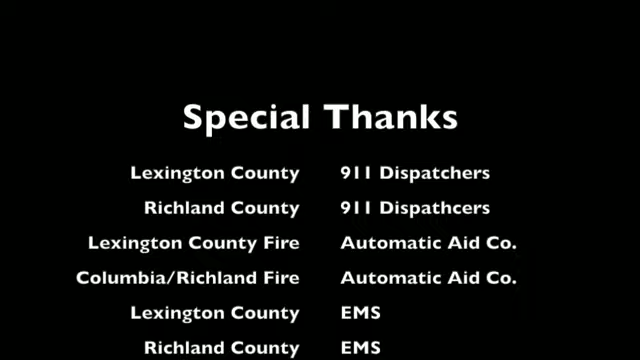 Special Thanks
Lexington County 911 Dispatchers
Richland County 911 Dispathcers
Lexington County Fire Automatic Aid Co.
Columbia/Richland Fire Automatic Aid Co.
Lexington County EMS
Richland County EMS